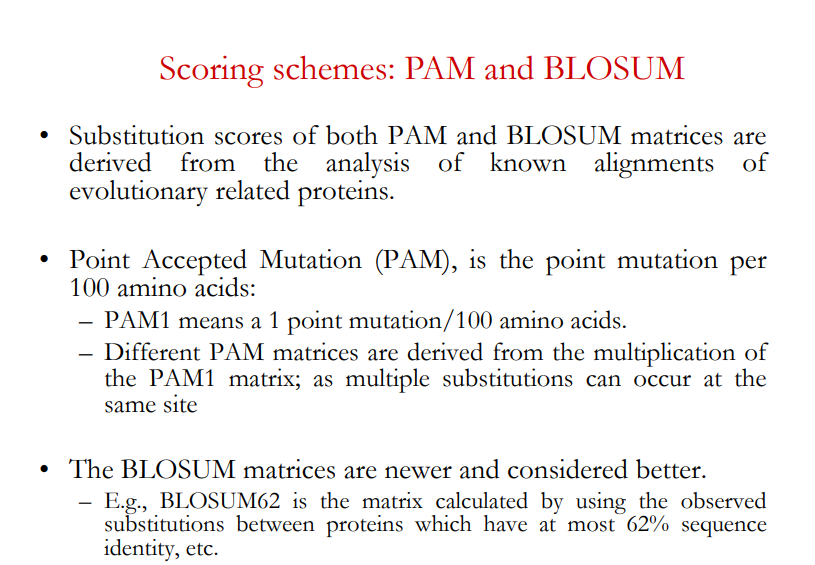 Scoring schemes: PAM and BLOSUM
• Substitution scores of both PAM and BLOSUM matrices are
derived from the analysis of known alignments of
evolutionary related proteins.
• Point Accepted Mutation (PAM), is the point mutation per
100 amino acids:
– PAM1 means a 1 point mutation/100 amino acids.
– Different PAM matrices are derived from the multiplication of
the PAM1 matrix; as multiple substitutions can occur at the
same site
• The BLOSUM matrices are newer and considered better.
– E.g., BLOSUM62 is the matrix calculated by using the observed
substitutions between proteins which have at most 62% sequence
identity, etc.